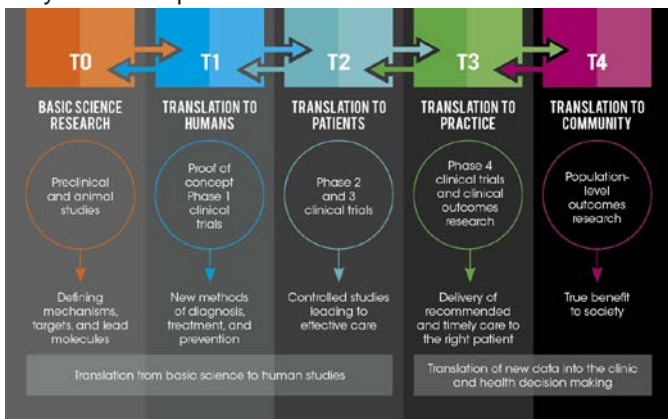 T0
T1
T2
T3
T4
BASIC SCIENCE
RESEARCH
TRANSLATION TO
HUMANS
TRANSLATION TO
PATIENTS
TRANSLATION TO
PRACTICE
TRANSLATION TO
COMMUNITY
Preclinical
and animal
studies
Proof of
concept
Phase 1
clinical
trials
Phase 2
and 3
clinical trials
Phase 4
clinical trials
and clinical
outcomes
research
Population-
level
outcomes
research
Defining
mechanisms,
targets, and lead
molecules
New methods
of diagnosis,
treatment, and
prevention
Controlled studies
leading to
effective care
Delivery of
recommended
and timely care to
the right patient
True benefit
to society
Translation from basic science to human studies
Translation of new data into the clinic
and health decision making